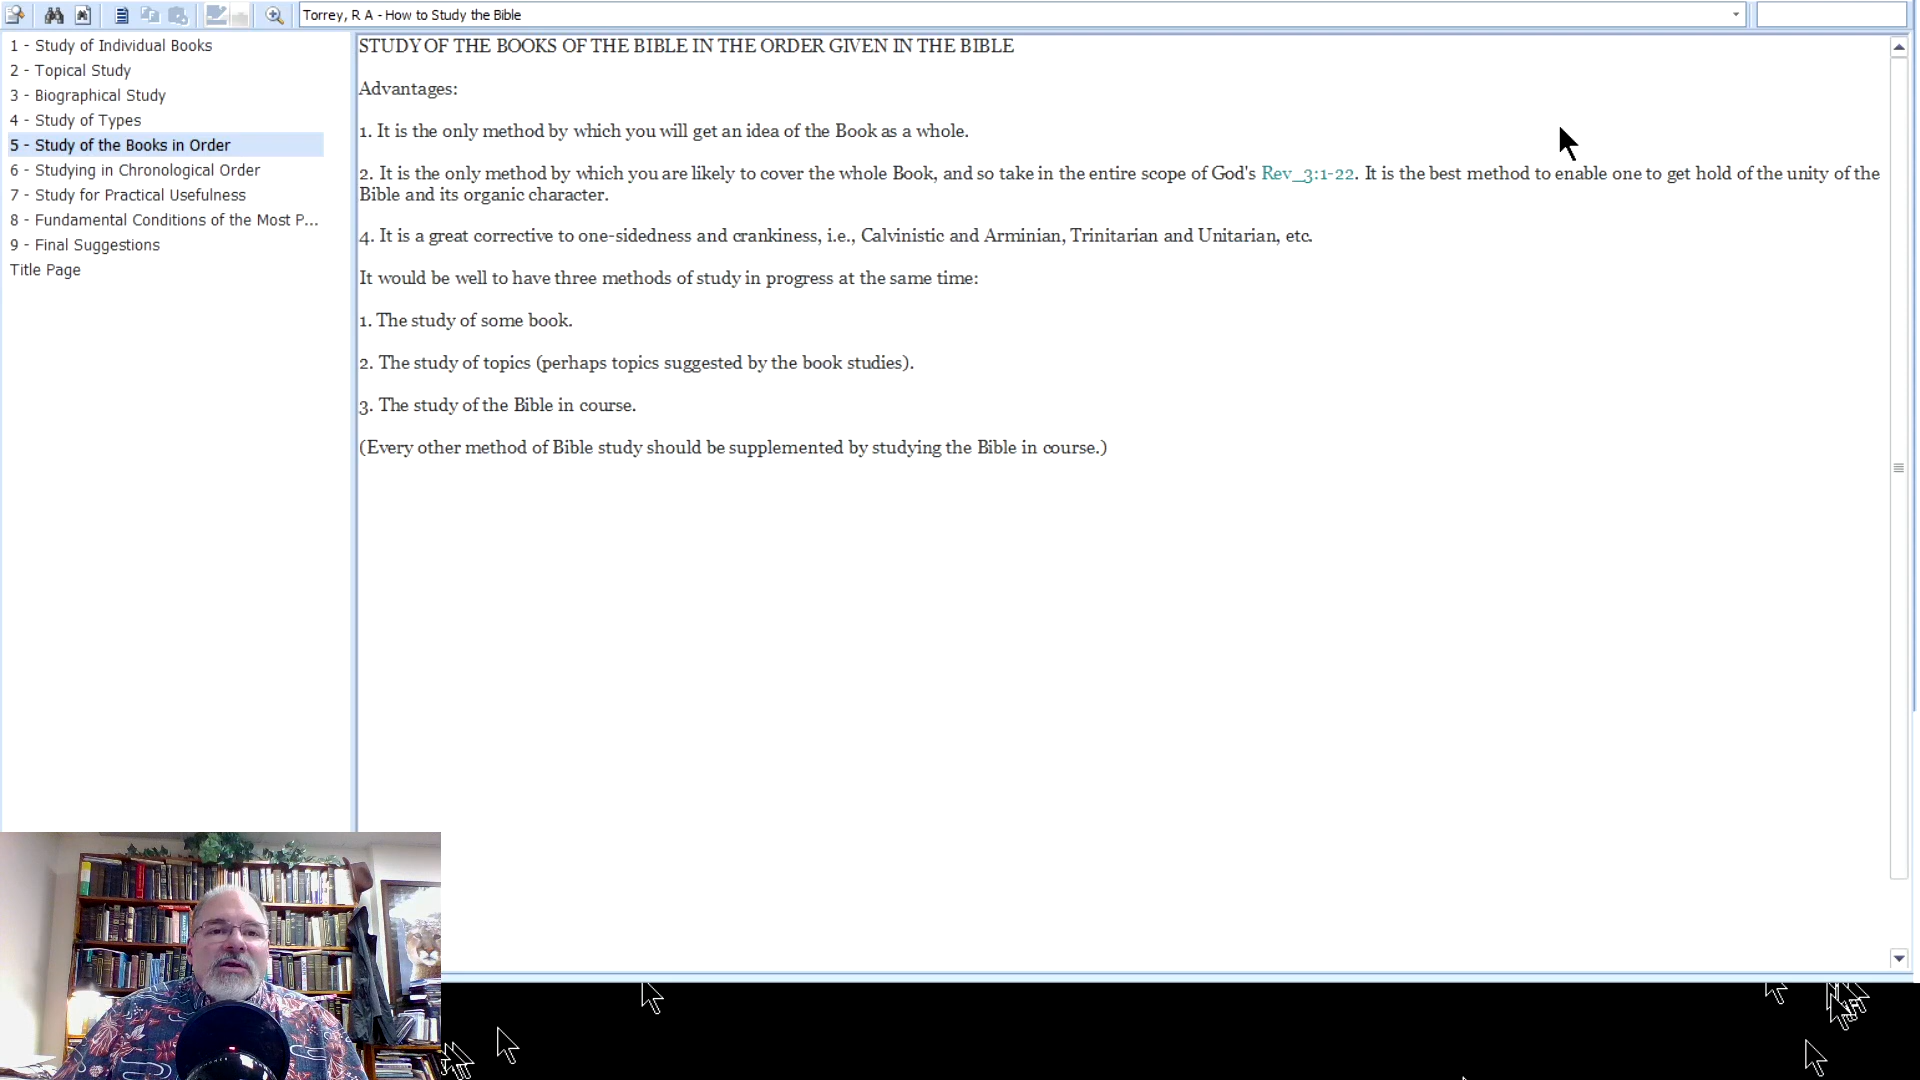 Torrey, R A - How to Study the Bible
1 - Study of Individual Books
2 - Topical Study
3 - Biographical Study
4 - Study of Types
5 - Study of the Books in Order
6 - Studying in Chronological Order
7 - Study for Practical Usefulness
8 - Fundamental Conditions of the Most P...
9 - Final Suggestions
Title Page
STUDY OF THE BOOKS OF THE BIBLE IN THE ORDER GIVEN IN THE BIBLE
Advantages:
1. It is the only method by which you will get an idea of the Book as a whole.
2. It is the only method by which you are likely to cover the whole Book, and so take in the entire scope of God's Rev_3:1-22. It is the best method to enable one to get hold of the unity of the
Bible and its organic character.
4. It is a great corrective to one-sidedness and crankiness, i.e., Calvinistic and Arminian, Trinitarian and Unitarian, etc.
It would be well to have three methods of study in progress at the same time:
1. The study of some book.
2. The study of topics (perhaps topics suggested by the book studies).
3. The study of the Bible in course.
(Every other method of Bible study should be supplemented by studying the Bible in course.)